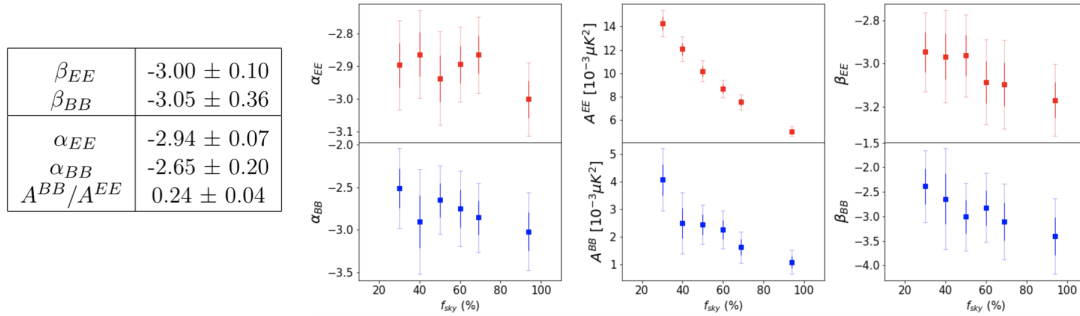 β_EE -3.00 ± 0.10
β_BB -3.05 ± 0.36
α_EE -2.94 ± 0.07
α_BB -2.65 ± 0.20
A^BB/A^EE 0.24 ± 0.04
α_EE
−2.8
−2.9
−3.0
−3.1
α_BB
−2.0
−2.5
−3.0
−3.5
20 40 60 80 100
f_sky (%)
A^EE [10^−3 μK^2]
14
12
10
8
6
A^BB [10^−3 μK^2]
5
4
3
2
1
20 40 60 80 100
f_sky (%)
β_EE
−2.8
−3.0
−3.2
β_BB
−1.5
−2.0
−2.5
−3.0
−3.5
−4.0
20 40 60 80 100
f_sky (%)